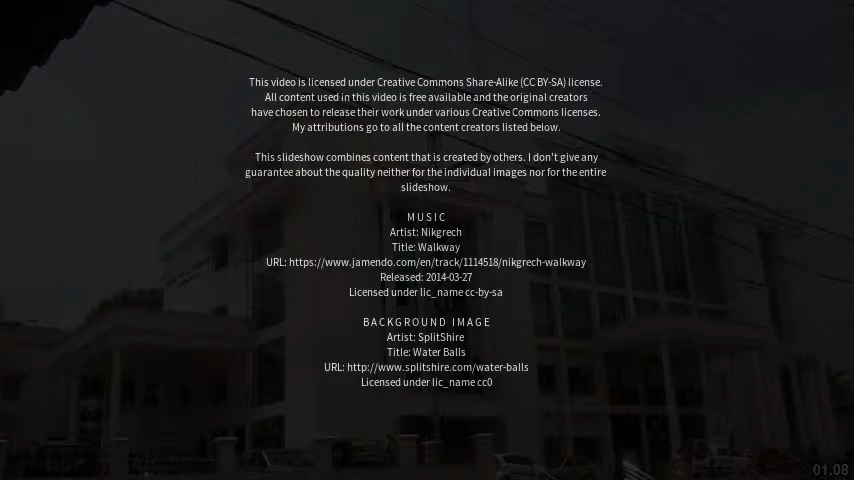 This video is licensed under Creative Commons Share-Alike (CC BY-SA) license.
All content used in this video is free available and the original creators
have chosen to release their work under various Creative Commons licenses.
My attributions go to all the content creators listed below.
This slideshow combines content that is created by others. I don't give any
guarantee about the quality neither for the individual images nor for the entire
slideshow.
MUSIC
Artist: Nikgrech
Title: Walkway
URL: https://www.jamendo.com/en/track/1114518/nikgrech-walkway
Released: 2014-03-27
Licensed under lic_name cc-by-sa
BACKGROUND IMAGE
Artist: SplitShire
Title: Water Balls
URL: http://www.splitshire.com/water-balls
Licensed under lic_name cc0
01.08